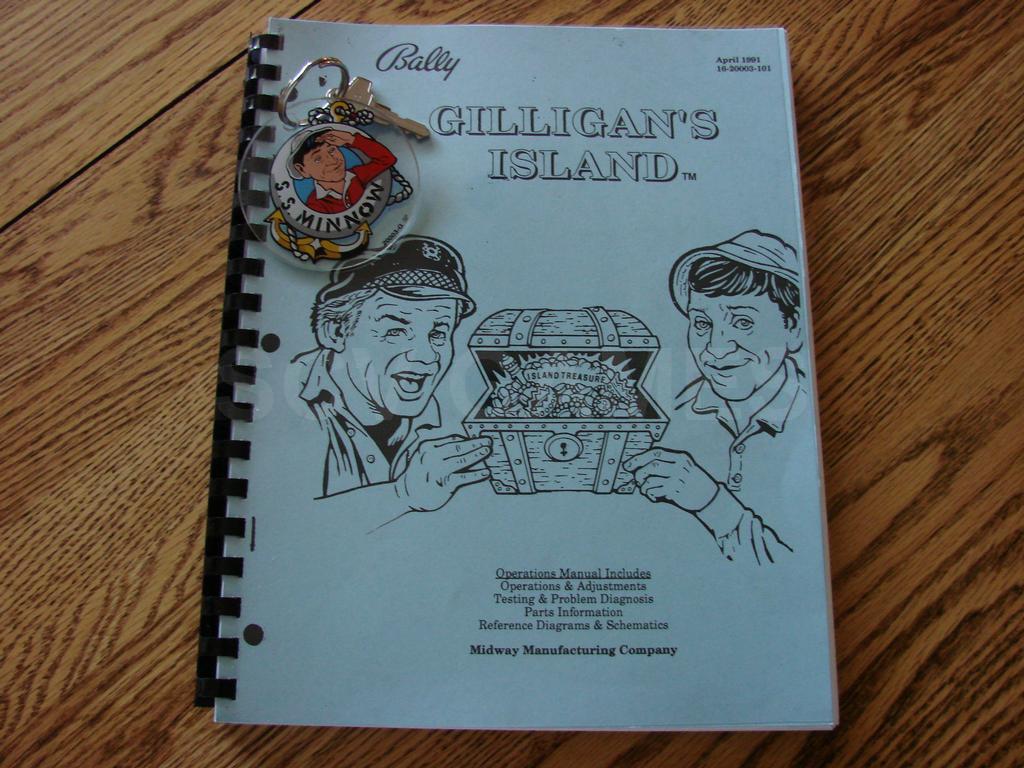 Bally
April 1991
16-20003-101
GILLIGAN'S
ISLAND™
S.S. MINNOW
ISLAND TREASURE
Operations Manual Includes
Operations & Adjustments
Testing & Problem Diagnosis
Parts Information
Reference Diagrams & Schematics
Midway Manufacturing Company